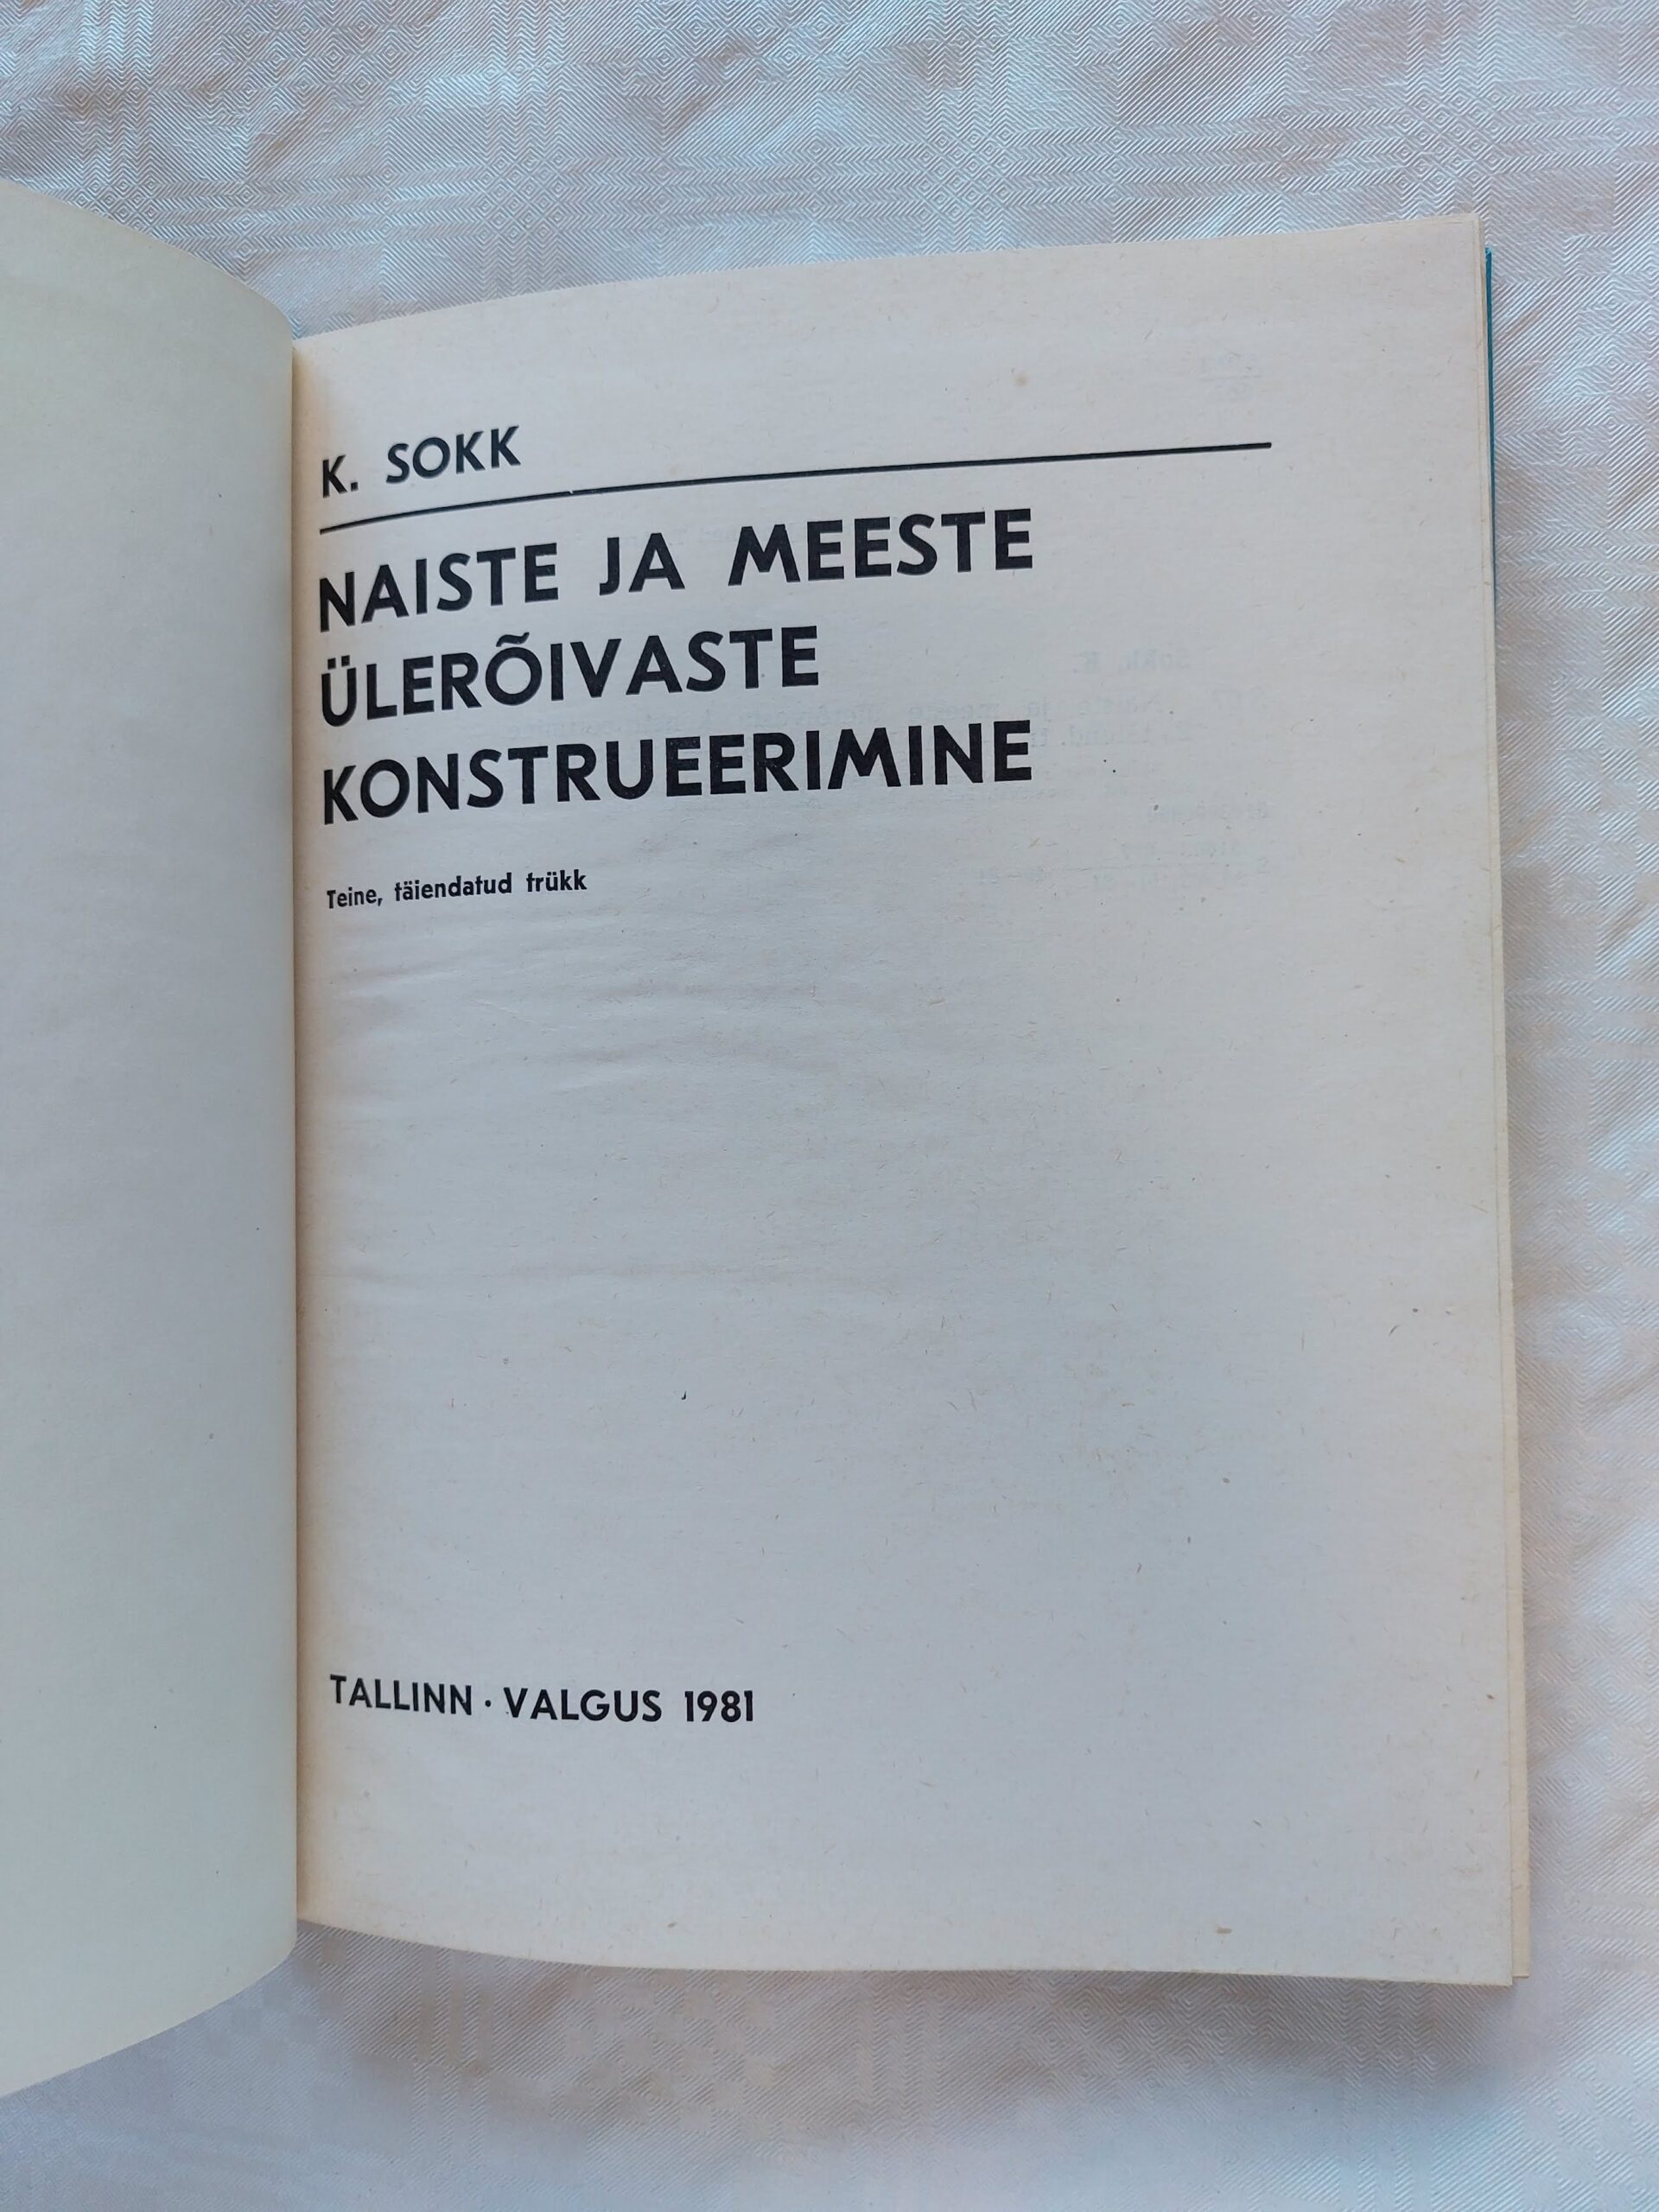 K. SOKK
NAISTE JA MEESTE
ÜLERÕIVASTE
KONSTRUEERIMINE
Teine, täiendatud trükk
TALLINN · VALGUS 1981